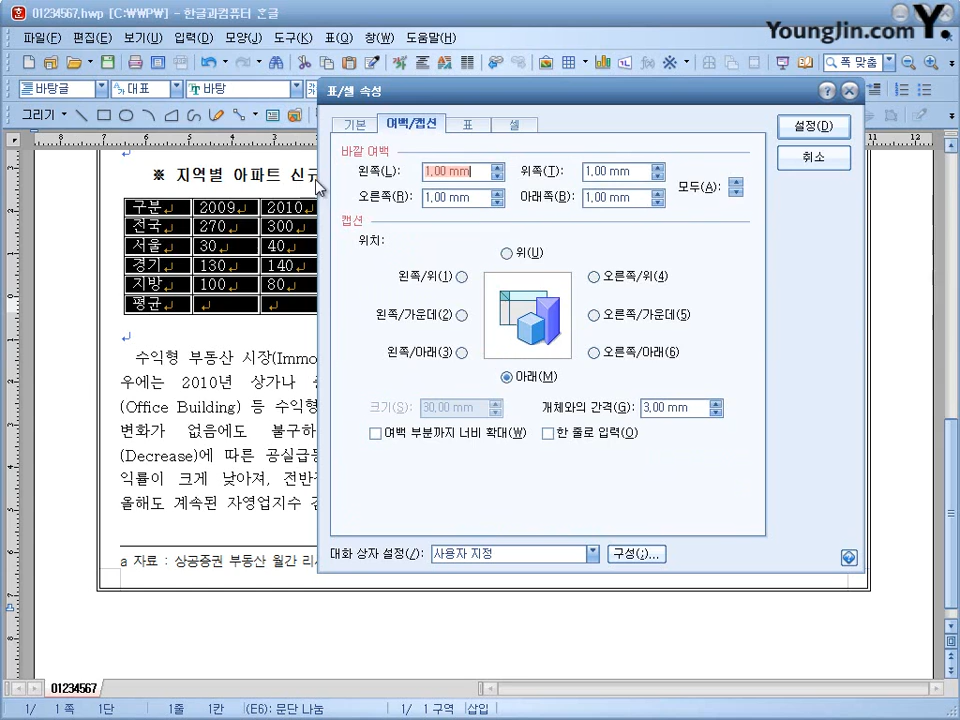 01234567.hwp [C:\WWPW] - 한글과컴퓨터 한글
YoungJin.com Y.
파일(F) 편집(E) 보기(U) 입력(D) 모양(J) 도구(K) 표(Q) 창(W) 도움말(H)
폭 맞춤
바탕글 대표 바탕
그리기
표/셀 속성
기본 여백/캡션 표 셀
설정(D)
취소
바깥 여백
왼쪽(L): 1.00 mm 위쪽(T): 1.00 mm
오른쪽(R): 1.00 mm 아래쪽(B): 1.00 mm
모두(A):
캡션
위치:
위(U)
왼쪽/위(1) 오른쪽/위(4)
왼쪽/가운데(2) 오른쪽/가운데(5)
왼쪽/아래(3) 오른쪽/아래(6)
아래(M)
크기(S): 30.00 mm 개체와의 간격(G): 3.00 mm
여백 부분까지 너비 확대(W) 한 줄로 입력(O)
대화 상자 설정(/): 사용자 지정 구성(;)...
※ 지역별 아파트 신규
구분 2009 2010
전국 270 300
서울 30 40
경기 130 140
지방 100 80
평균
수익형 부동산 시장(Immo
우에는 2010년 상가나
(Office Building) 등 수익형
변화가 없음에도 불구하
(Decrease)에 따른 공실급등
익률이 크게 낮아져, 전반
올해도 계속된 자영업지수
a 자료 : 상공증권 부동산 월간 리서
01234567
1/ 1 쪽 1단 1줄 1칸 (E6): 문단 나눔 1/ 1 구역 삽입